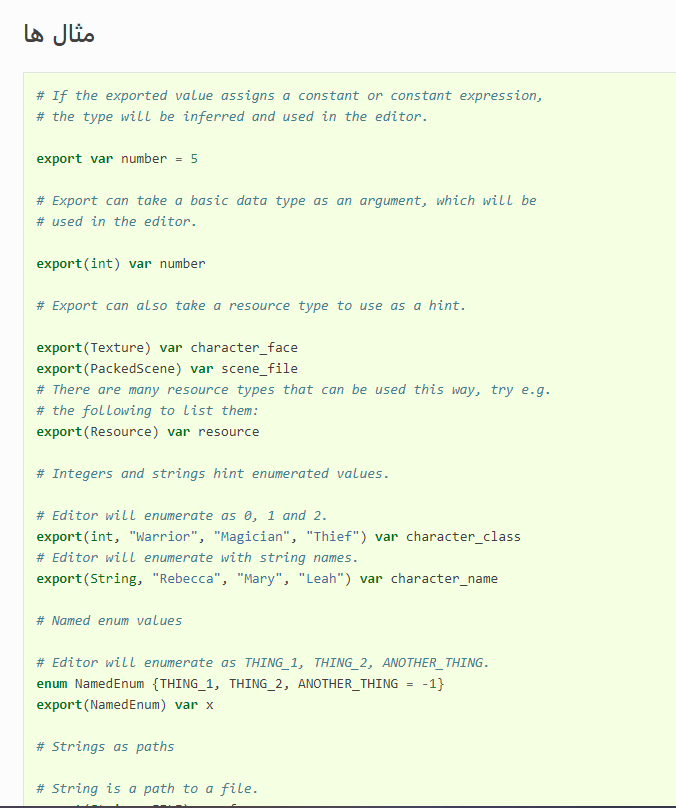 مثال ها
# If the exported value assigns a constant or constant expression,
# the type will be inferred and used in the editor.
export var number = 5
# Export can take a basic data type as an argument, which will be
# used in the editor.
export(int) var number
# Export can also take a resource type to use as a hint.
export(Texture) var character_face
export(PackedScene) var scene_file
# There are many resource types that can be used this way, try e.g.
# the following to list them:
export(Resource) var resource
# Integers and strings hint enumerated values.
# Editor will enumerate as 0, 1 and 2.
export(int, "Warrior", "Magician", "Thief") var character_class
# Editor will enumerate with string names.
export(String, "Rebecca", "Mary", "Leah") var character_name
# Named enum values
# Editor will enumerate as THING_1, THING_2, ANOTHER_THING.
enum NamedEnum {THING_1, THING_2, ANOTHER_THING = -1}
export(NamedEnum) var x
# Strings as paths
# String is a path to a file.